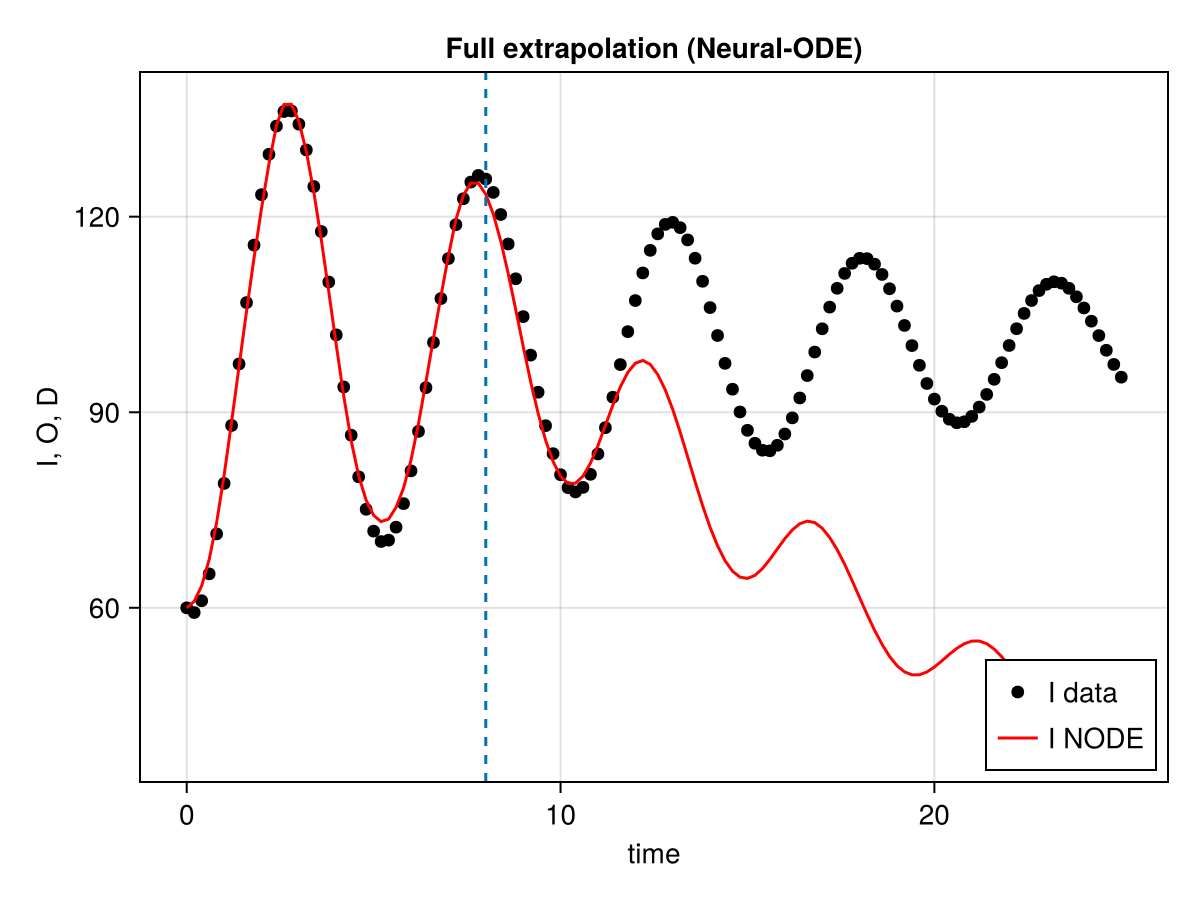 Full extrapolation (Neural-ODE)
I, O, D
120
90
60
0
10
20
time
I data
I NODE